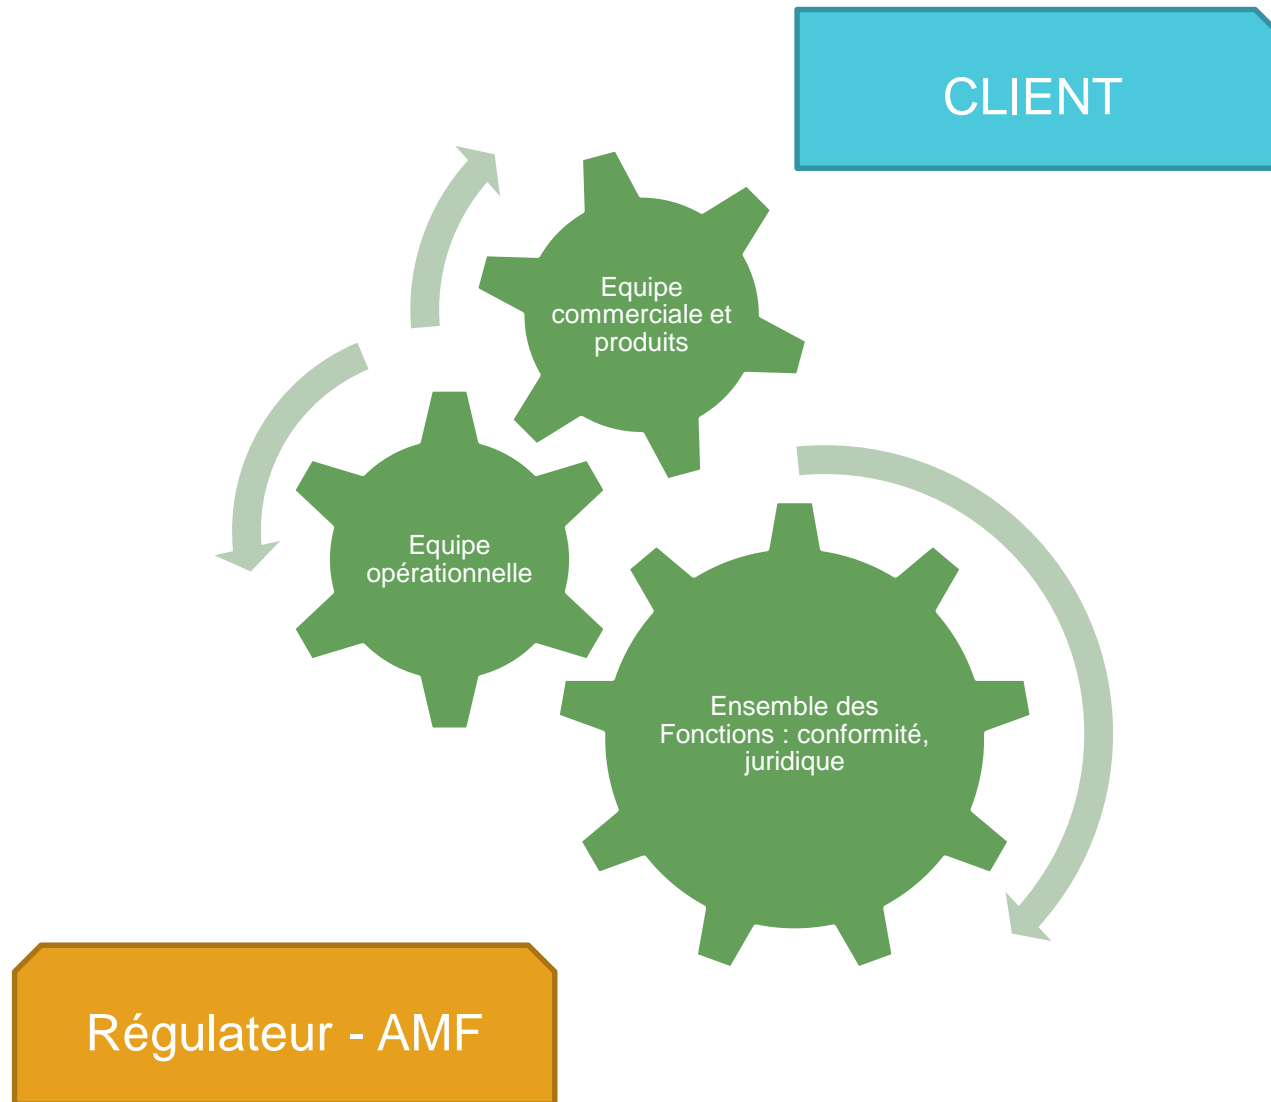 CLIENT
Equipe
commerciale et
produits
Equipe
opérationnelle
Ensemble des
Fonctions : conformité,
juridique
Régulateur - AMF